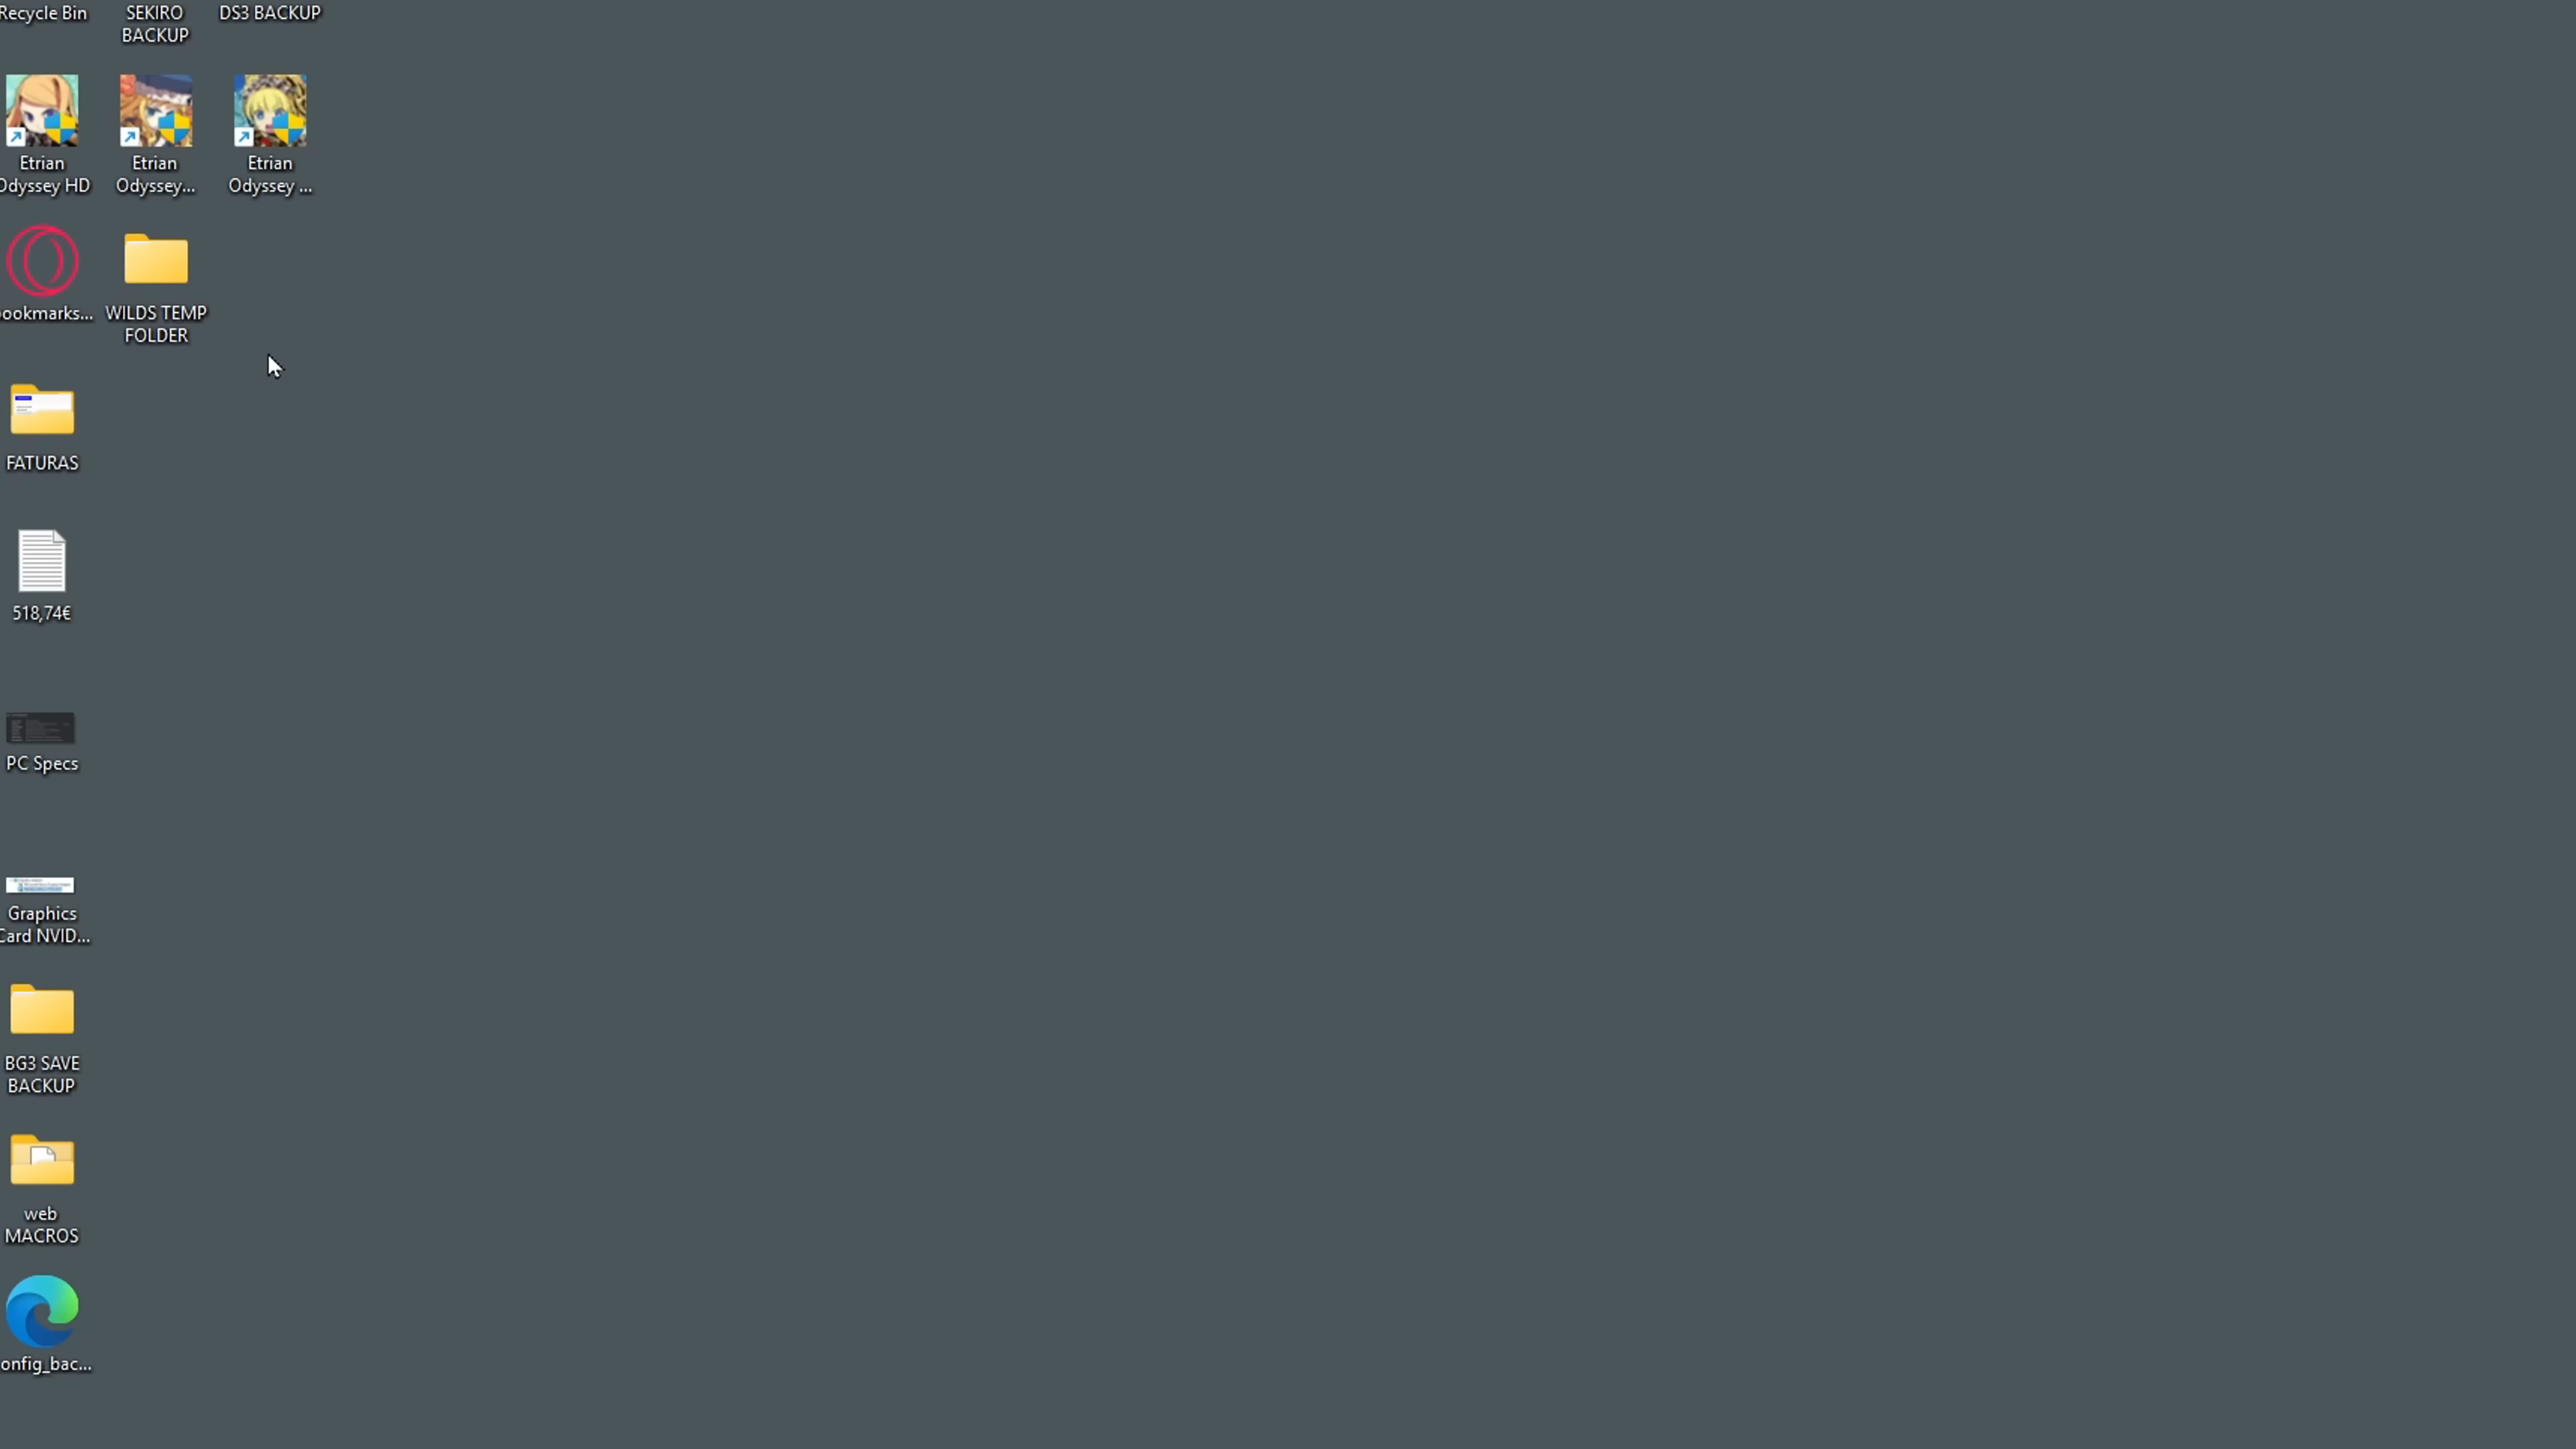 Recycle Bin
SEKIRO
BACKUP
DS3 BACKUP
Etrian
Odyssey HD
Etrian
Odyssey...
Etrian
Odyssey ...
bookmarks...
WILDS TEMP
FOLDER
FATURAS
518,74€
PC Specs
Graphics
Card NVID...
BG3 SAVE
BACKUP
web
MACROS
onfig_bac...